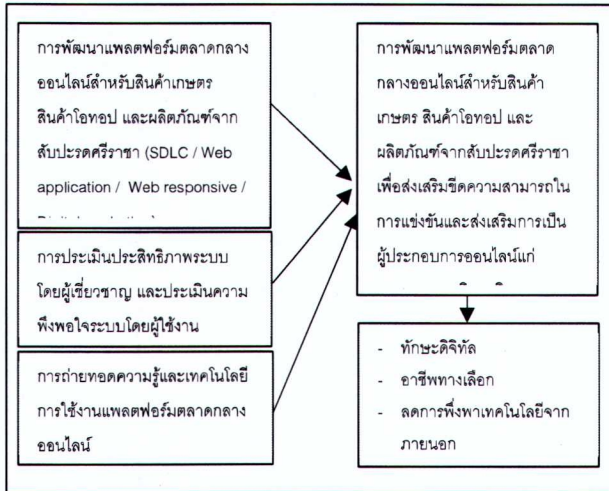 การพัฒนาแพลตฟอร์มตลาดกลาง
ออนไลน์สำหรับสินค้าเกษตร
สินค้าโอทอป และผลิตภัณฑ์จาก
สับปะรดศรีราชา (SDLC / Web
application / Web responsive /
การประเมินประสิทธิภาพระบบ
โดยผู้เชี่ยวชาญ และประเมินความ
พึงพอใจระบบโดยผู้ใช้งาน
การถ่ายทอดความรู้และเทคโนโลยี
การใช้งานแพลตฟอร์มตลาดกลาง
ออนไลน์
การพัฒนาแพลตฟอร์มตลาด
กลางออนไลน์สำหรับสินค้า
เกษตร สินค้าโอทอป และ
ผลิตภัณฑ์จากสับปะรดศรีราชา
เพื่อส่งเสริมขีดความสามารถใน
การแข่งขันและส่งเสริมการเป็น
ผู้ประกอบการออนไลน์แก่
- ทักษะดิจิทัล
- อาชีพทางเลือก
- ลดการพึ่งพาเทคโนโลยีจาก
ภายนอก